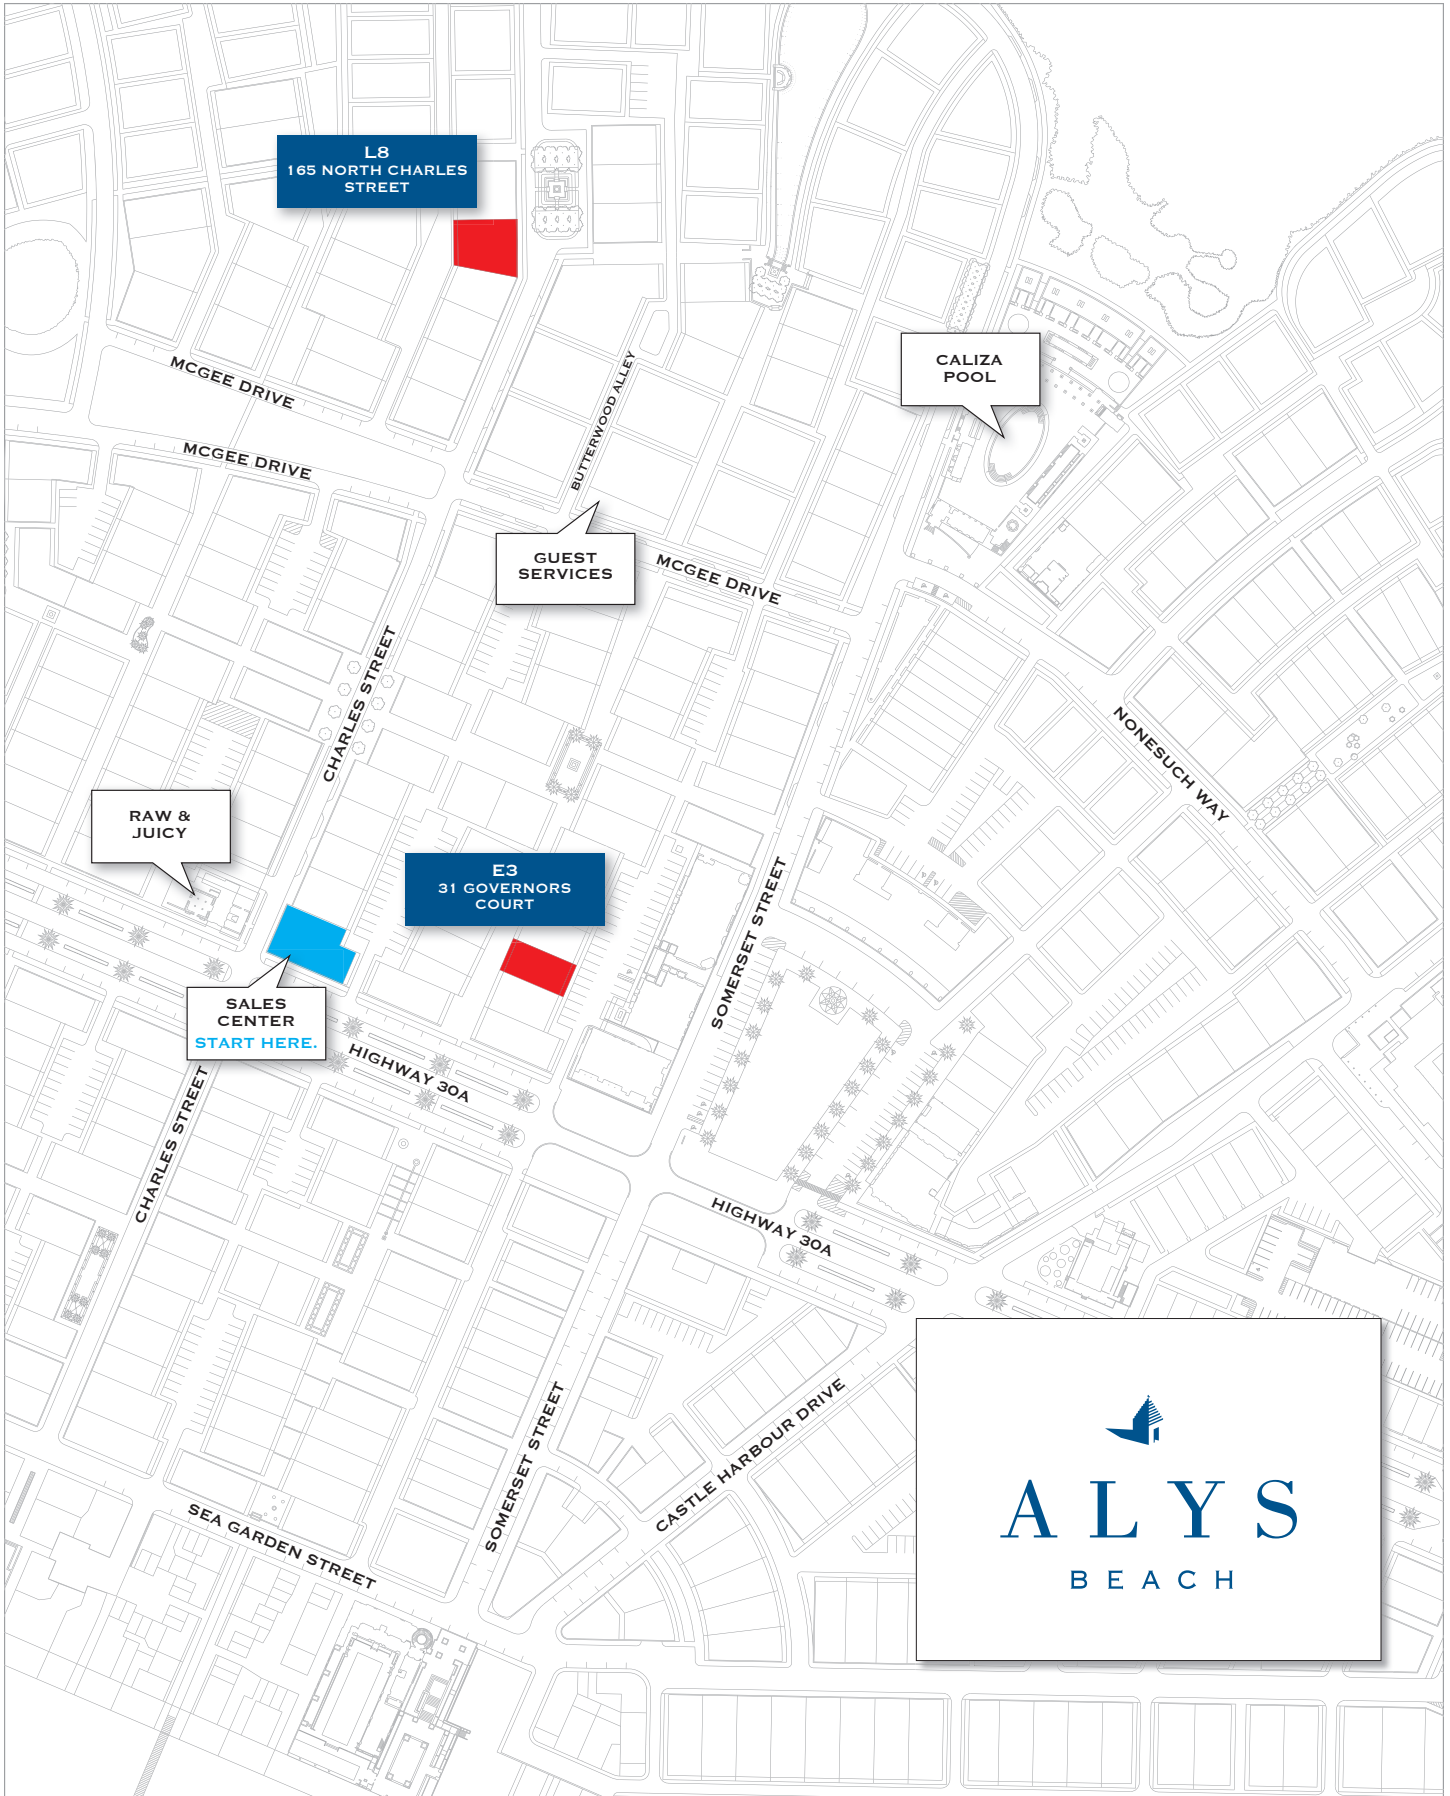 L8
165 NORTH CHARLES
STREET
MCGEE DRIVE
BUTTERWOOD ALLEY
CALIZA
POOL
MCGEE DRIVE
GUEST
SERVICES
MCGEE DRIVE
CHARLES STREET
NONESUCH WAY
RAW &
JUICY
E3
31 GOVERNORS
COURT
SOMERSET STREET
SALES
CENTER
START HERE.
HIGHWAY 30A
CHARLES STREET
HIGHWAY 30A
SOMERSET STREET
CASTLE HARBOUR DRIVE
SEA GARDEN STREET
ALYS
BEACH